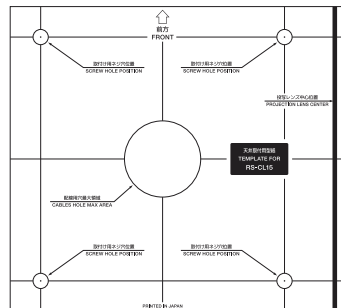 前方
FRONT
取付け用ネジ穴位置
SCREW HOLE POSITION
取付け用ネジ穴位置
SCREW HOLE POSITION
投写レンズ中心位置
PROJECTION LENS CENTER
天井取付用型紙
TEMPLATE FOR
RS-CL15
配線用穴最大領域
CABLES HOLE MAX AREA
取付け用ネジ穴位置
SCREW HOLE POSITION
取付け用ネジ穴位置
SCREW HOLE POSITION
PRINTED IN JAPAN